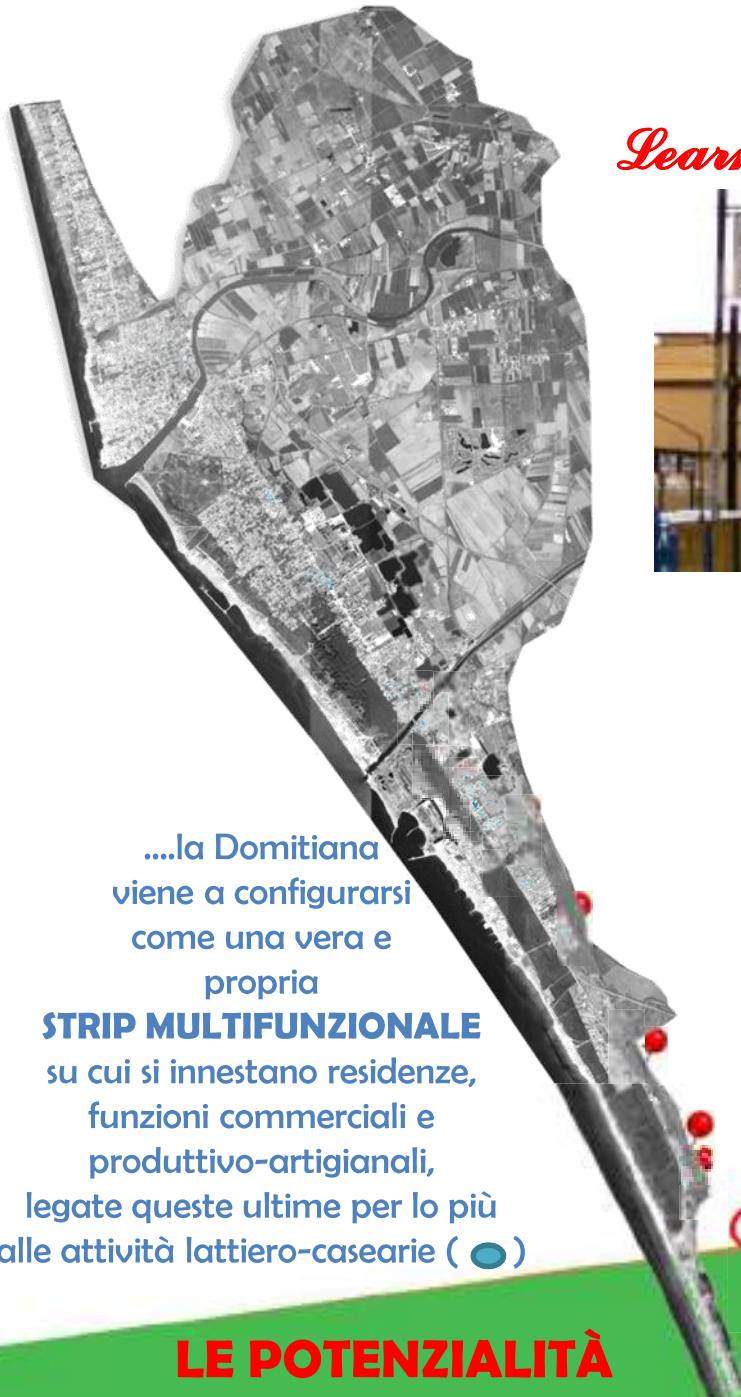 ....la Domitiana
viene a configurarsi
come una vera e
propria
STRIP MULTIFUNZIONALE
su cui si innestano residenze,
funzioni commerciali e
produttivo-artigianali,
legate queste ultime per lo più
alle attività lattiero-casearie ( )
LE POTENZIALITÀ